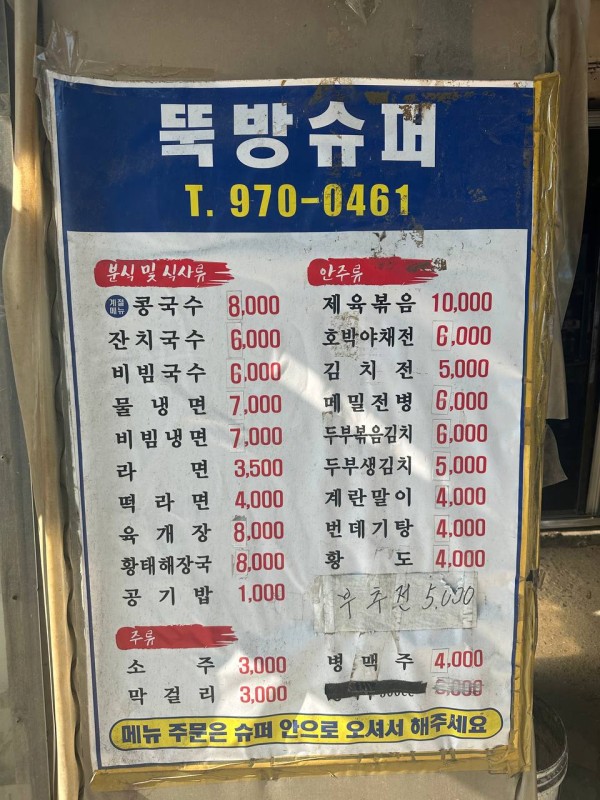 뚝방슈퍼
T. 970-0461
분식 및 식사류
계절메뉴 콩국수 8,000
잔치국수 6,000
비빔국수 6,000
물냉면 7,000
비빔냉면 7,000
라면 3,500
떡라면 4,000
육개장 8,000
황태해장국 8,000
공기밥 1,000
안주류
제육볶음 10,000
호박야채전 6,000
김치전 5,000
메밀전병 6,000
두부볶음김치 6,000
두부생김치 5,000
계란말이 4,000
번데기탕 4,000
황도 4,000
부추전 5,000
주류
소주 3,000
막걸리 3,000
병맥주 4,000
메뉴 주문은 슈퍼 안으로 오셔서 해주세요